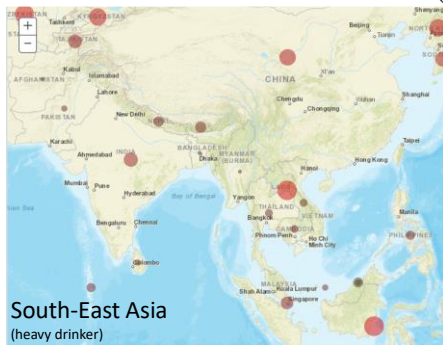 Shenyang
KYRGYZSTAN
Tashkent
Beijing
Tianjin
+
−
Kabul
AFGHANISTAN
Islamabad
Xi'an
CHINA
Lahore
Chengdu
Wuhan
Shanghai
Chongqing
New Delhi
PAKISTAN
Karachi
BANGLADESH
Taipei
Ahmedabad
INDIA
Dhaka
MYANMAR
(BURMA)
Hong Kong
Hanoi
Mumbai
Pune
Hyderabad
Bay of Bengal
Yangon
THAILAND
VIETNAM
Manila
Bengaluru
Chennai
Bangkok
Phnom Penh
Ho Chi
Minh City
Colombo
MALAYSIA
Shah Alam
Kuala Lumpur
Singapore
South-East Asia
(heavy drinker)